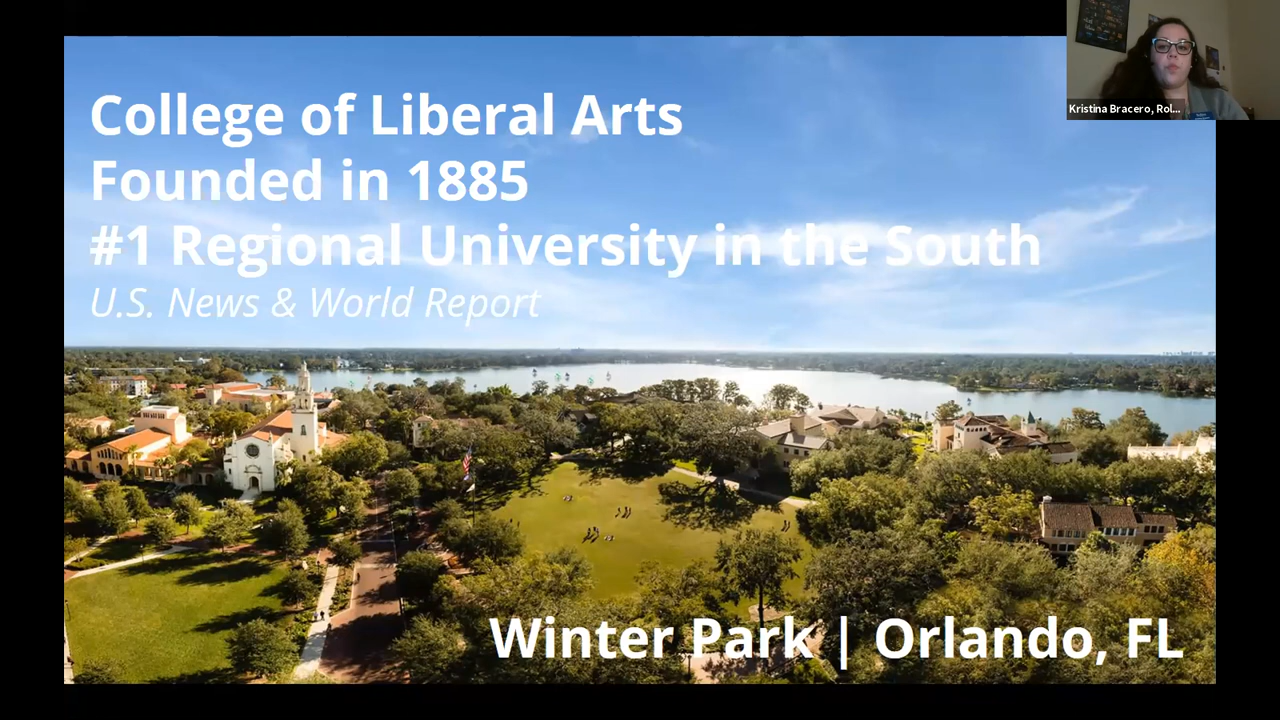 College of Liberal Arts
Founded in 1885
#1 Regional University in the South
U.S. News & World Report
Kristina Bracero, Rol...
Winter Park | Orlando, FL